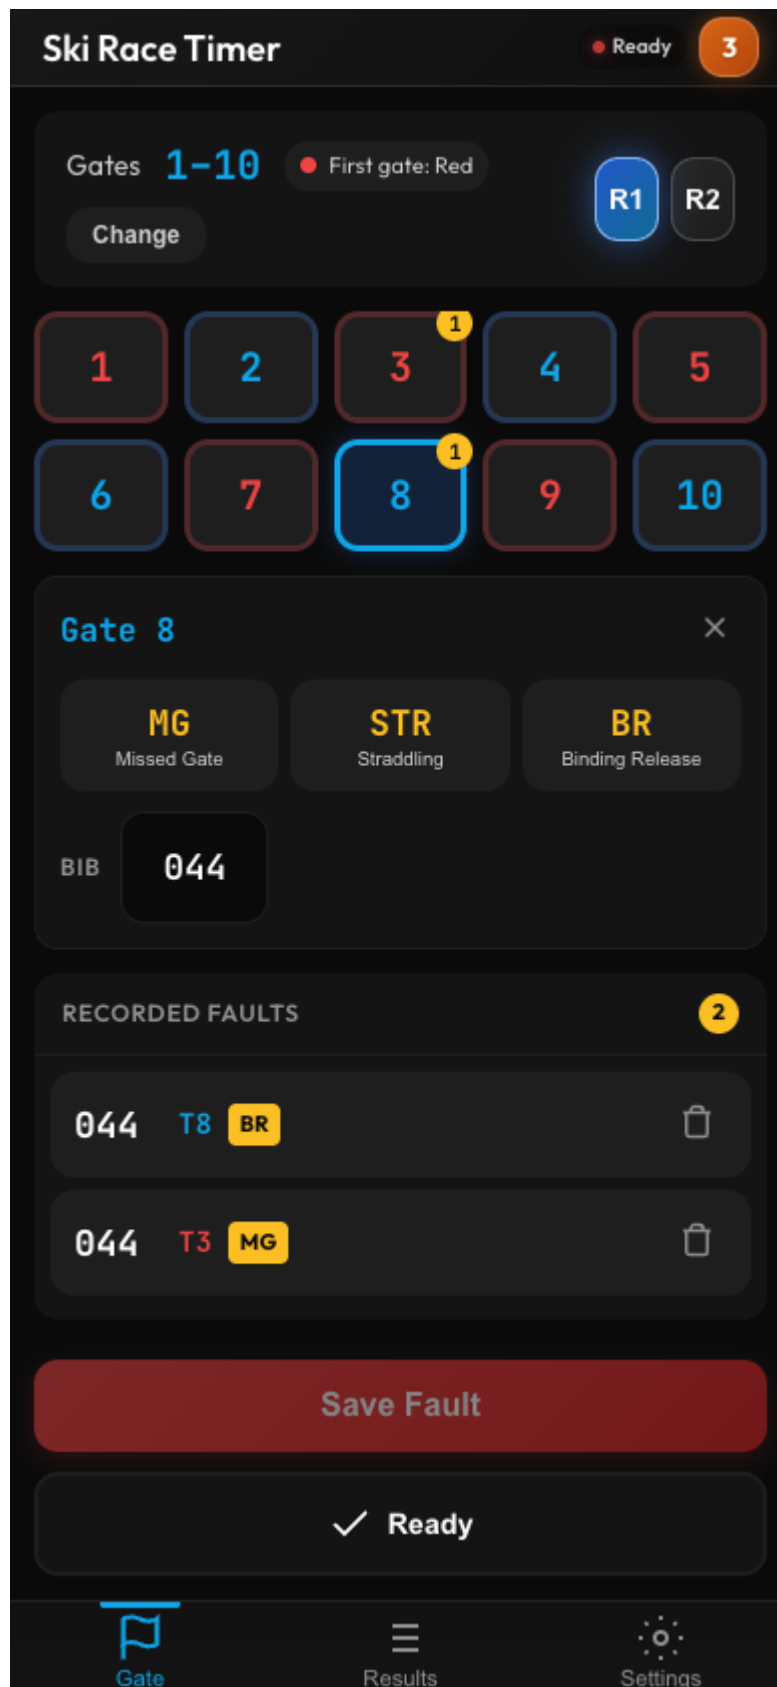 Ski Race Timer
Ready
3
Gates 1–10
First gate: Red
R1
R2
Change
1
2
3
1
4
5
6
7
8
1
9
10
Gate 8
MG
Missed Gate
STR
Straddling
BR
Binding Release
BIB
044
RECORDED FAULTS
2
044 T8 BR
044 T3 MG
Save Fault
Ready
Gate
Results
Settings